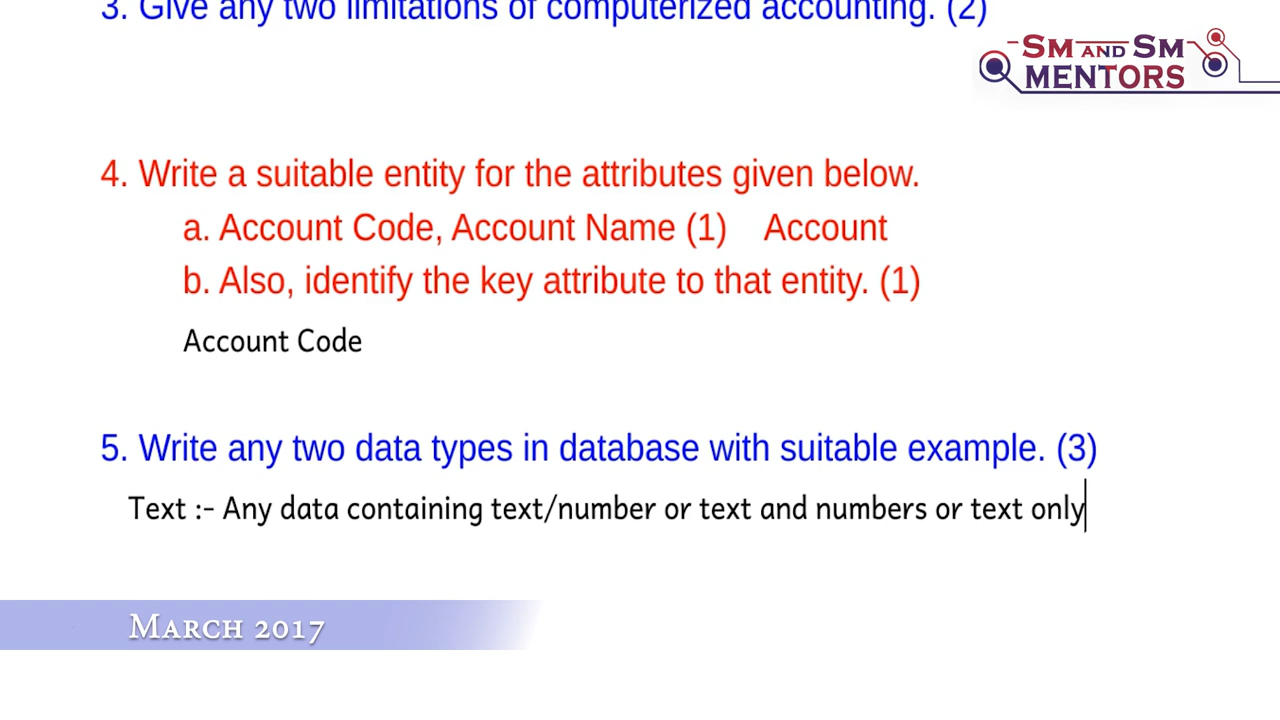 3. Give any two limitations of computerized accounting. (2)
SM AND SM
MENTORS
4. Write a suitable entity for the attributes given below.
a. Account Code, Account Name (1) Account
b. Also, identify the key attribute to that entity. (1)
Account Code
5. Write any two data types in database with suitable example. (3)
Text :- Any data containing text/number or text and numbers or text only
MARCH 2017